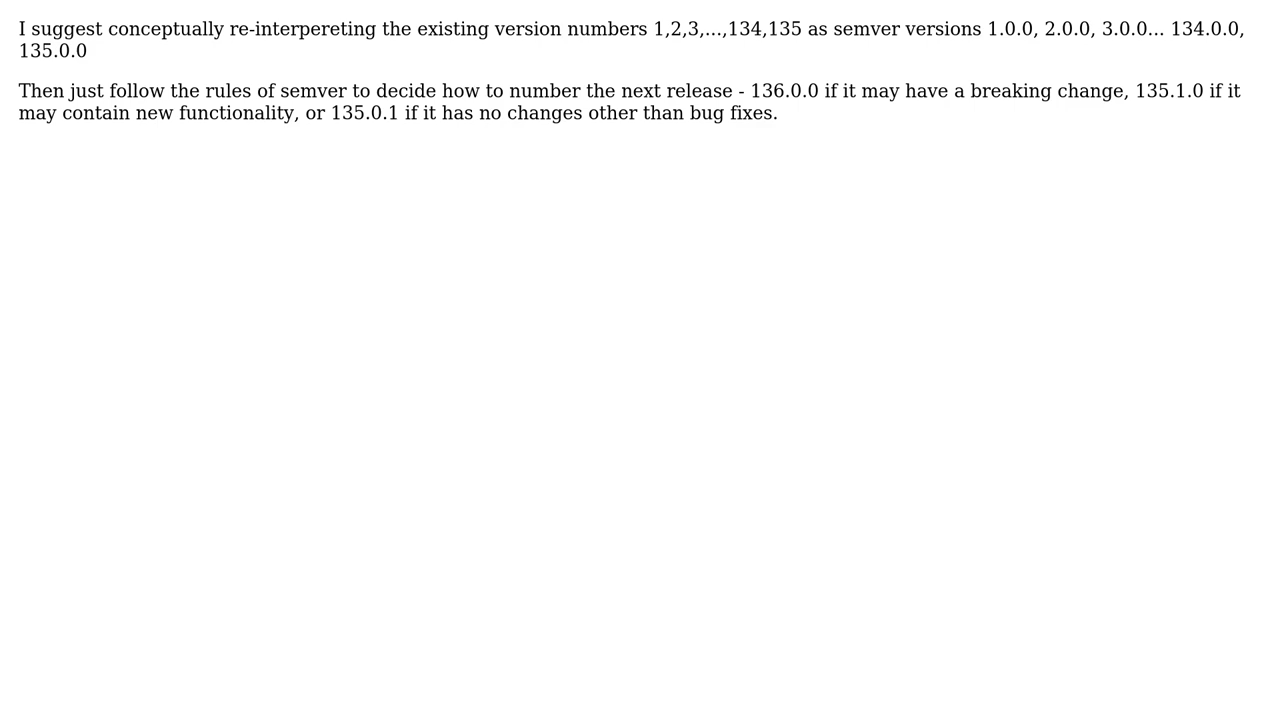 I suggest conceptually re-interpereting the existing version numbers 1,2,3,...,134,135 as semver versions 1.0.0, 2.0.0, 3.0.0... 134.0.0,
135.0.0
Then just follow the rules of semver to decide how to number the next release - 136.0.0 if it may have a breaking change, 135.1.0 if it
may contain new functionality, or 135.0.1 if it has no changes other than bug fixes.